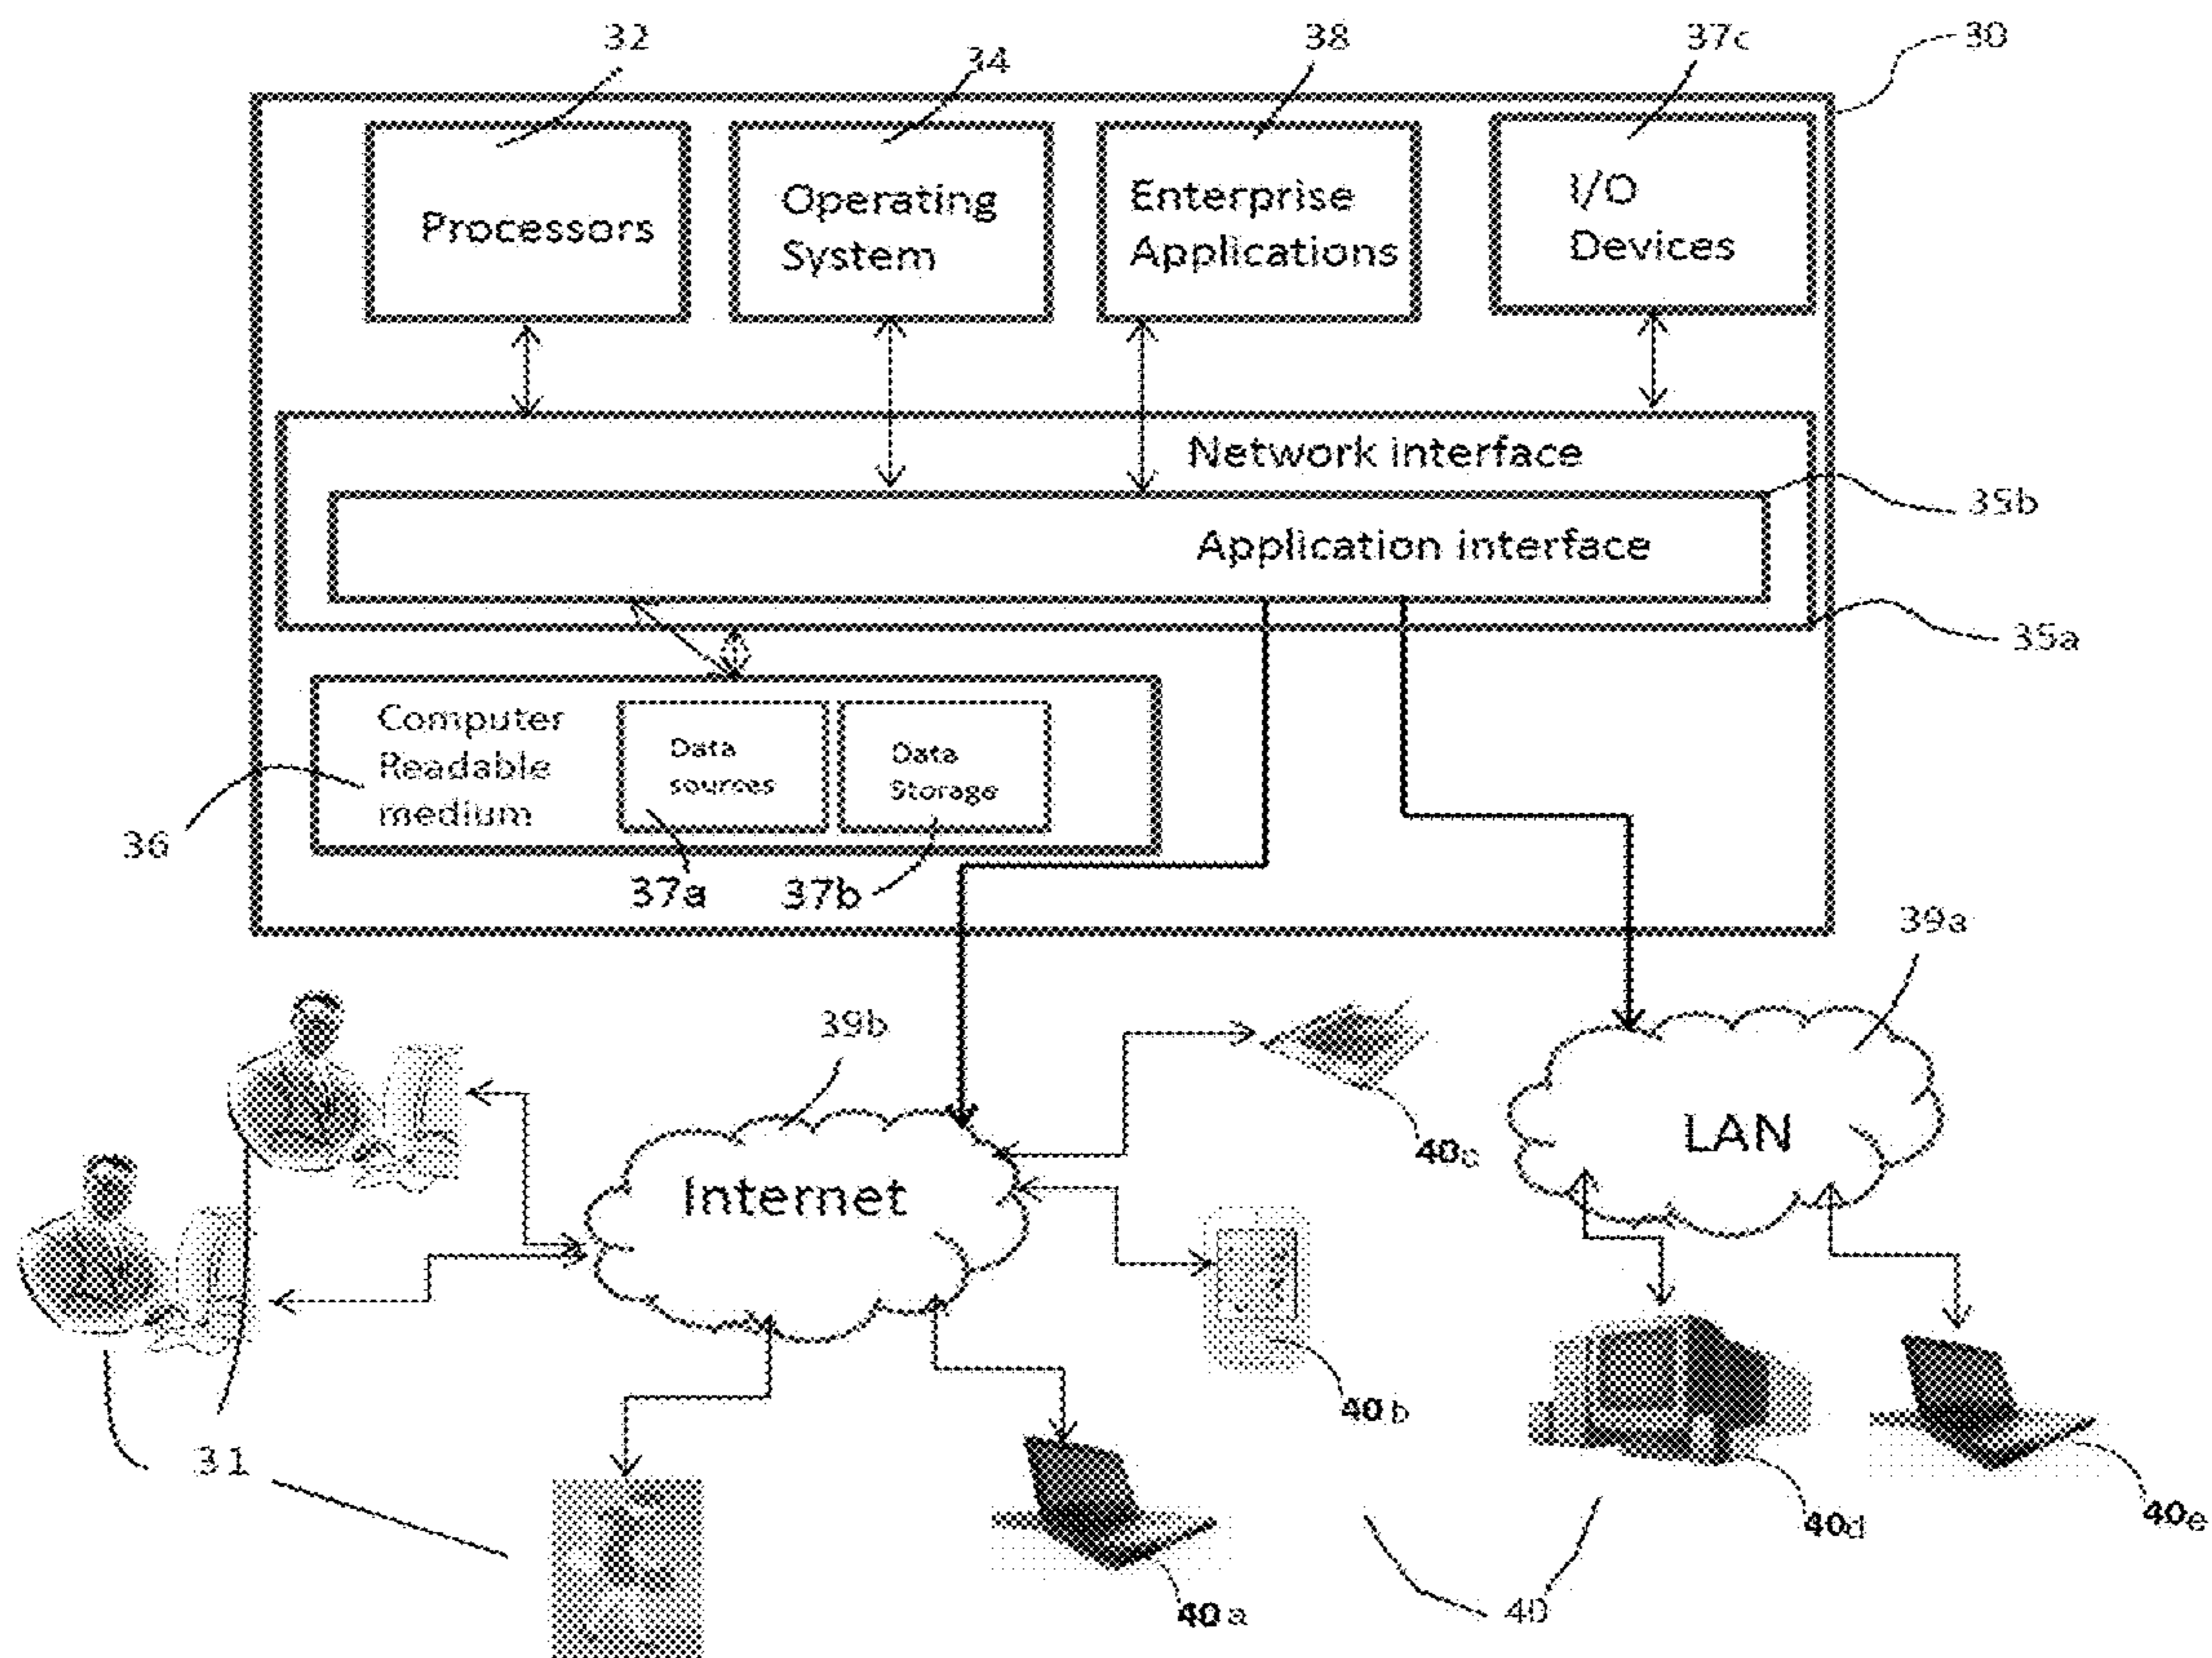 32
34
38
37c
30
Processors
Operating
System
Enterprise
Applications
I/O
Devices
Network interface
35b
Application interface
35a
Computer
Readable
medium
Data
sources
Data
Storage
36
37a
37b
39a
39b
Internet
LAN
40c
40b
31
40a
40
40d
40e